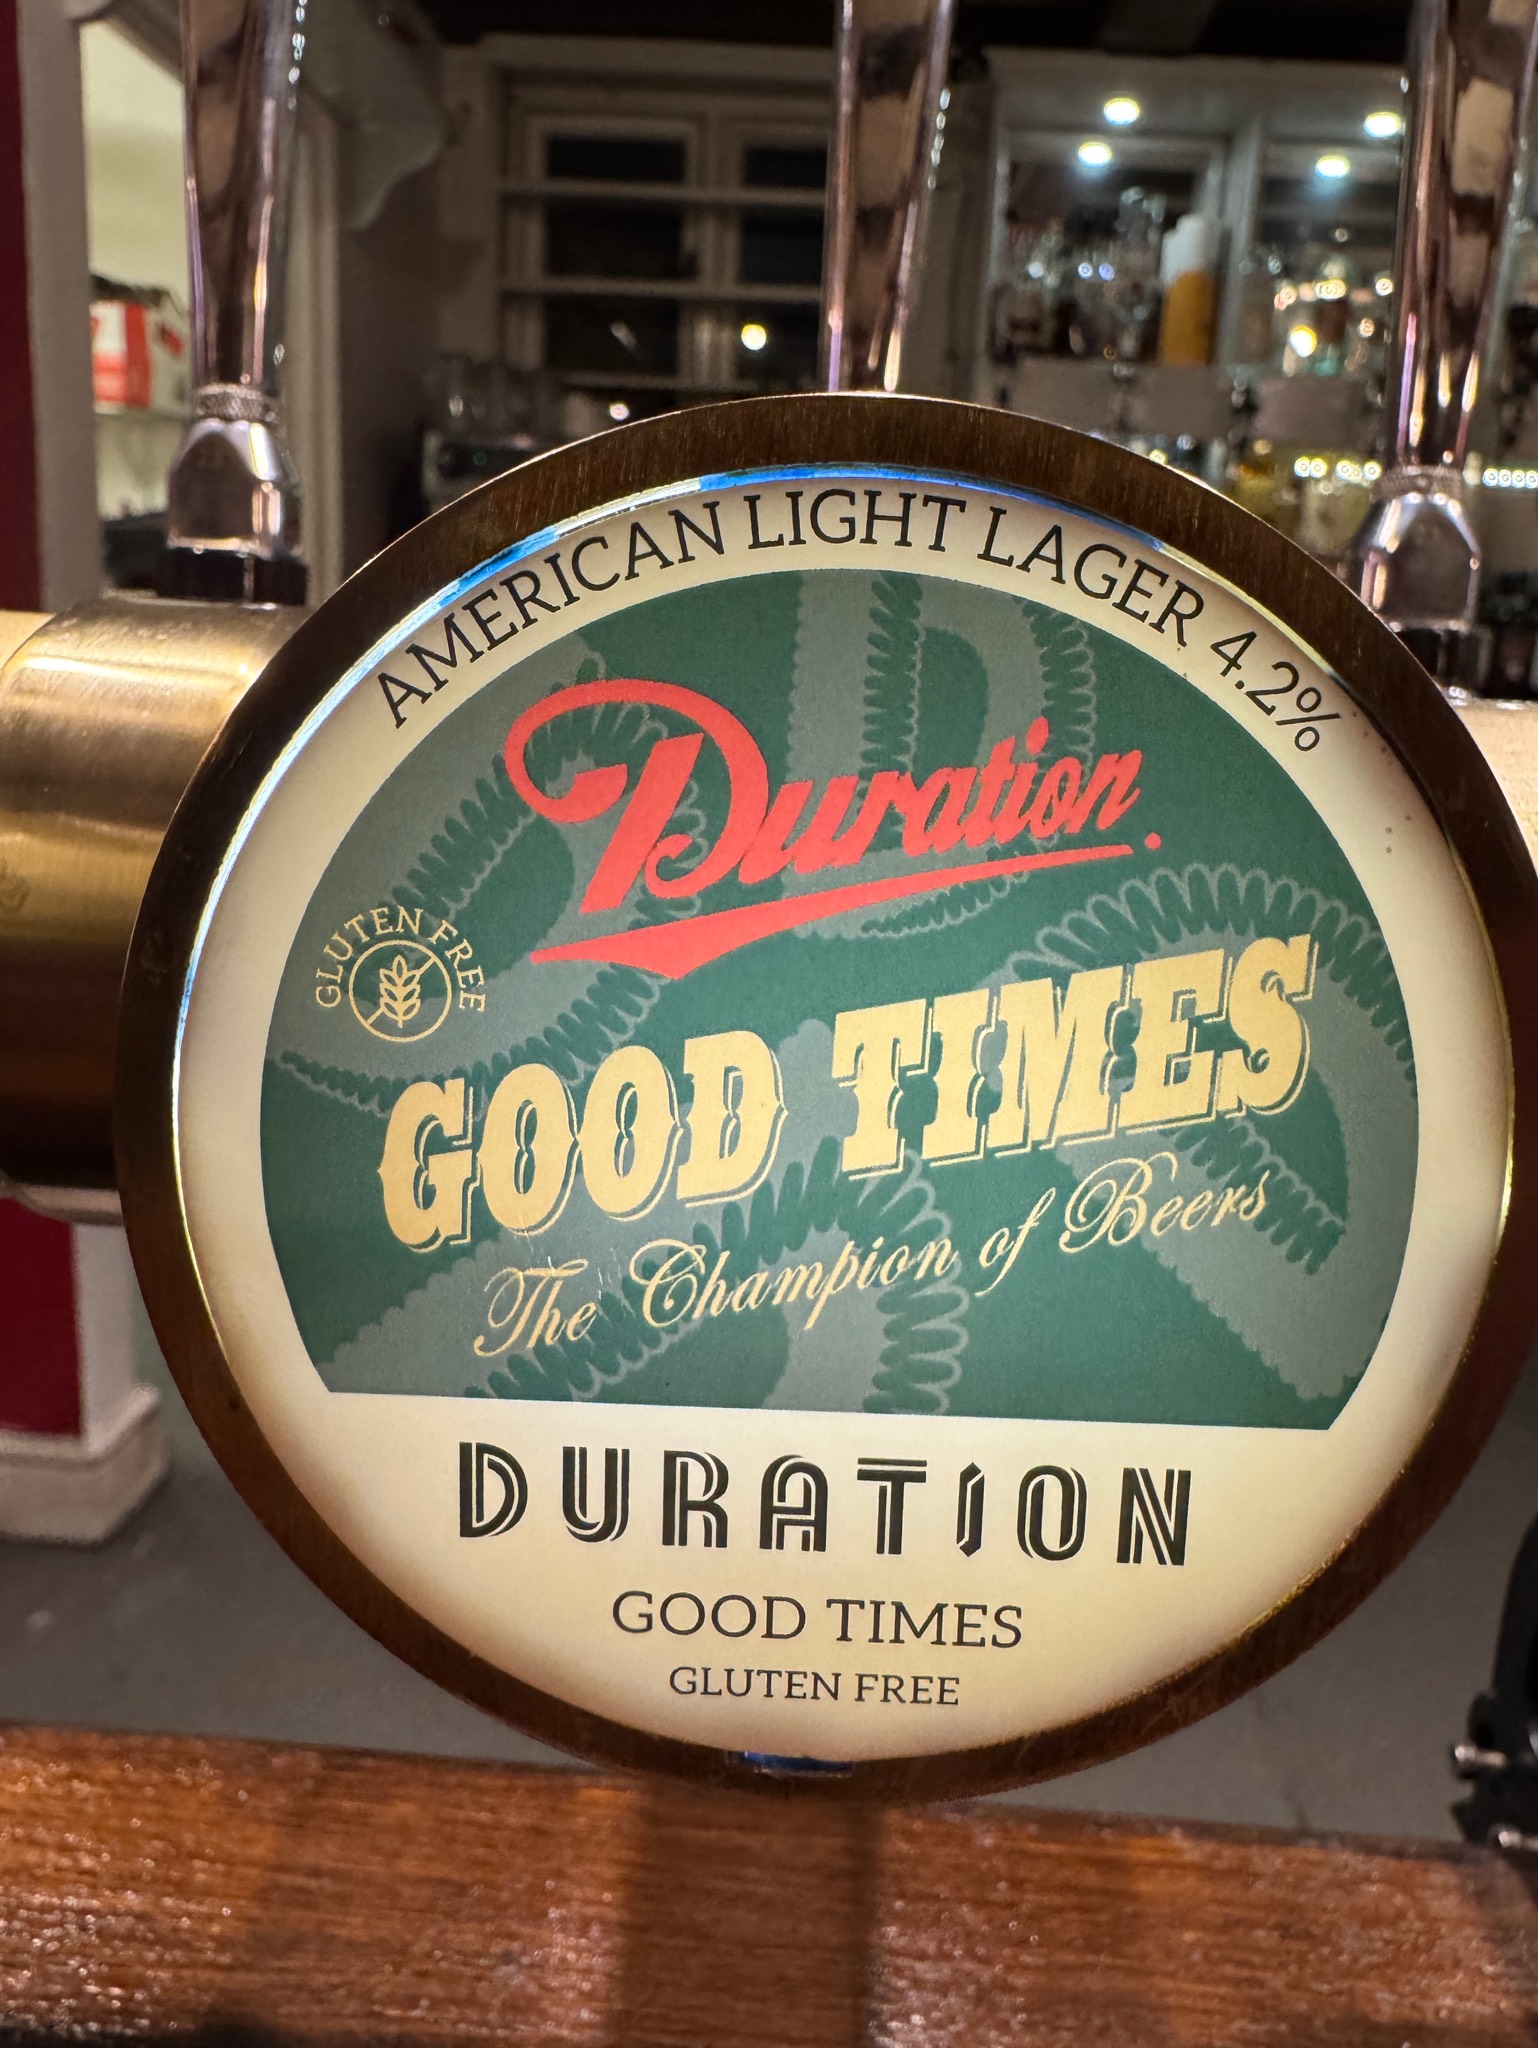 AMERICAN LIGHT LAGER 4.2%
Duration.
GLUTEN FREE
GOOD TIMES
The Champion of Beers
DURATION
GOOD TIMES
GLUTEN FREE